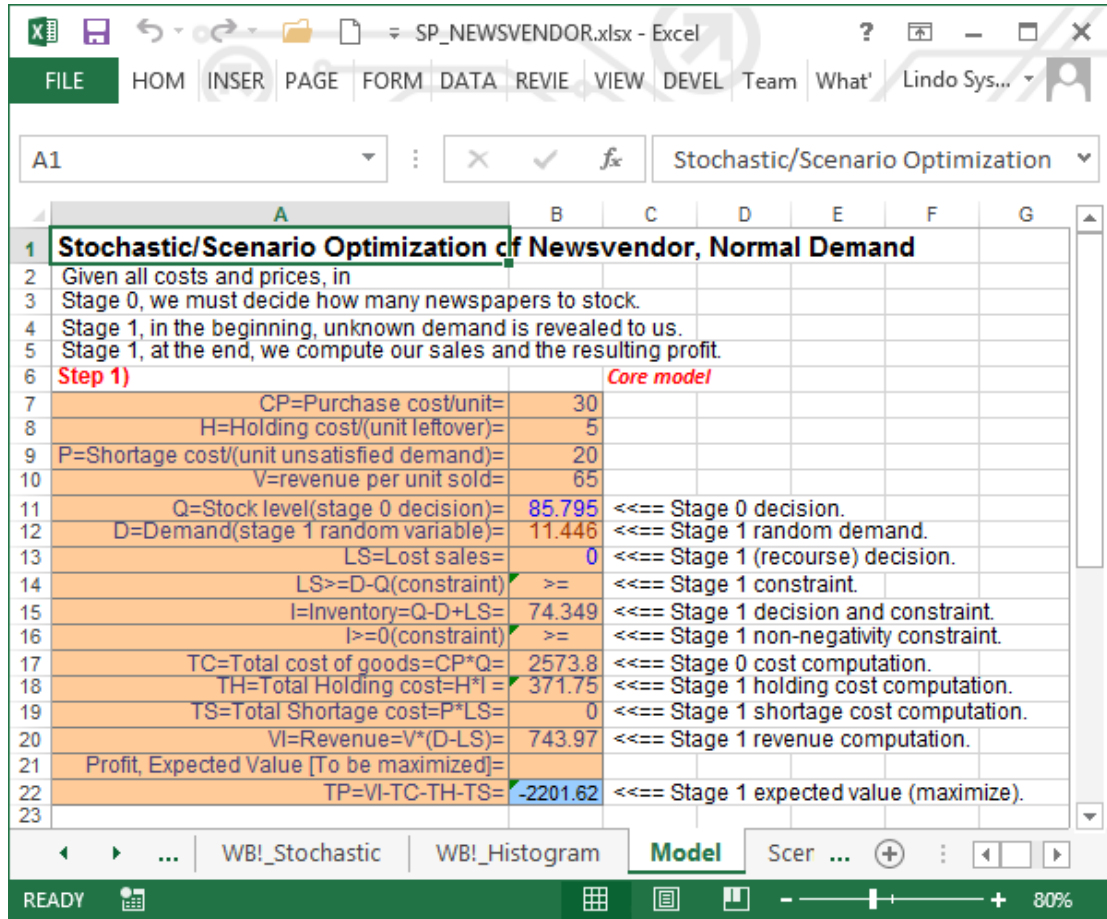 SP_NEWSVENDOR.xlsx - Excel ?
FILE HOM INSER PAGE FORM DATA REVIE VIEW DEVEL Team What' Lindo Sys...
A1 fx Stochastic/Scenario Optimization
A B C D E F G
1 Stochastic/Scenario Optimization of Newsvendor, Normal Demand
2 Given all costs and prices, in
3 Stage 0, we must decide how many newspapers to stock.
4 Stage 1, in the beginning, unknown demand is revealed to us.
5 Stage 1, at the end, we compute our sales and the resulting profit.
6 Step 1) Core model
7 CP=Purchase cost/unit= 30
8 H=Holding cost/(unit leftover)= 5
9 P=Shortage cost/(unit unsatisfied demand)= 20
10 V=revenue per unit sold= 65
11 Q=Stock level(stage 0 decision)= 85.795 <<== Stage 0 decision.
12 D=Demand(stage 1 random variable)= 11.446 <<== Stage 1 random demand.
13 LS=Lost sales= 0 <<== Stage 1 (recourse) decision.
14 LS>=D-Q(constraint) >= <<== Stage 1 constraint.
15 I=Inventory=Q-D+LS= 74.349 <<== Stage 1 decision and constraint.
16 I>=0(constraint) >= <<== Stage 1 non-negativity constraint.
17 TC=Total cost of goods=CP*Q= 2573.8 <<== Stage 0 cost computation.
18 TH=Total Holding cost=H*I = 371.75 <<== Stage 1 holding cost computation.
19 TS=Total Shortage cost=P*LS= 0 <<== Stage 1 shortage cost computation.
20 VI=Revenue=V*(D-LS)= 743.97 <<== Stage 1 revenue computation.
21 Profit, Expected Value [To be maximized]=
22 TP=VI-TC-TH-TS= -2201.62 <<== Stage 1 expected value (maximize).
23
... WB!_Stochastic WB!_Histogram Model Scer ...
READY 80%